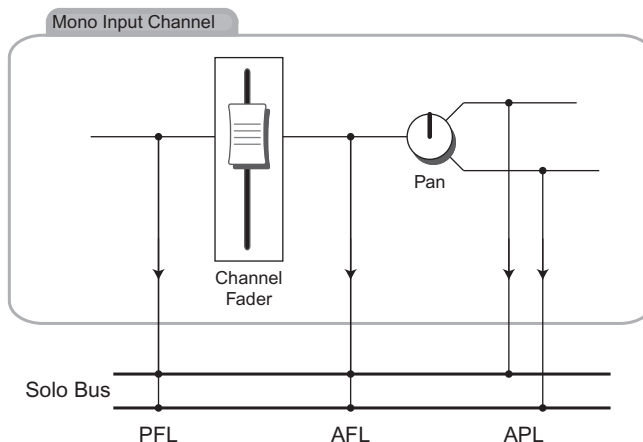 Mono Input Channel
Pan
Channel
Fader
Solo Bus
PFL
AFL
APL